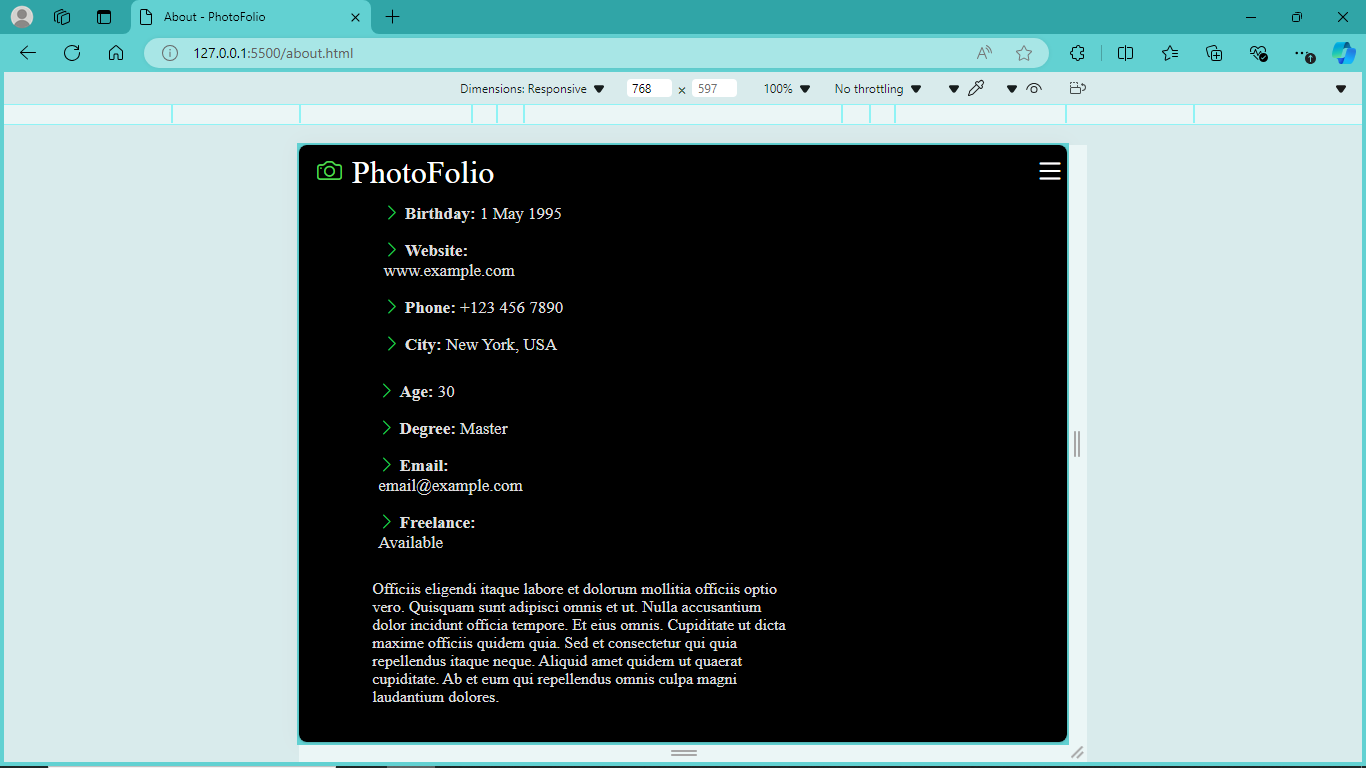 About - PhotoFolio
127.0.0.1:5500/about.html
Dimensions: Responsive 768 × 597 100% No throttling
PhotoFolio
Birthday: 1 May 1995
Website:
www.example.com
Phone: +123 456 7890
City: New York, USA
Age: 30
Degree: Master
Email:
email@example.com
Freelance:
Available
Officiis eligendi itaque labore et dolorum mollitia officiis optio
vero. Quisquam sunt adipisci omnis et ut. Nulla accusantium
dolor incidunt officia tempore. Et eius omnis. Cupiditate ut dicta
maxime officiis quidem quia. Sed et consectetur qui quia
repellendus itaque neque. Aliquid amet quidem ut quaerat
cupiditate. Ab et eum qui repellendus omnis culpa magni
laudantium dolores.